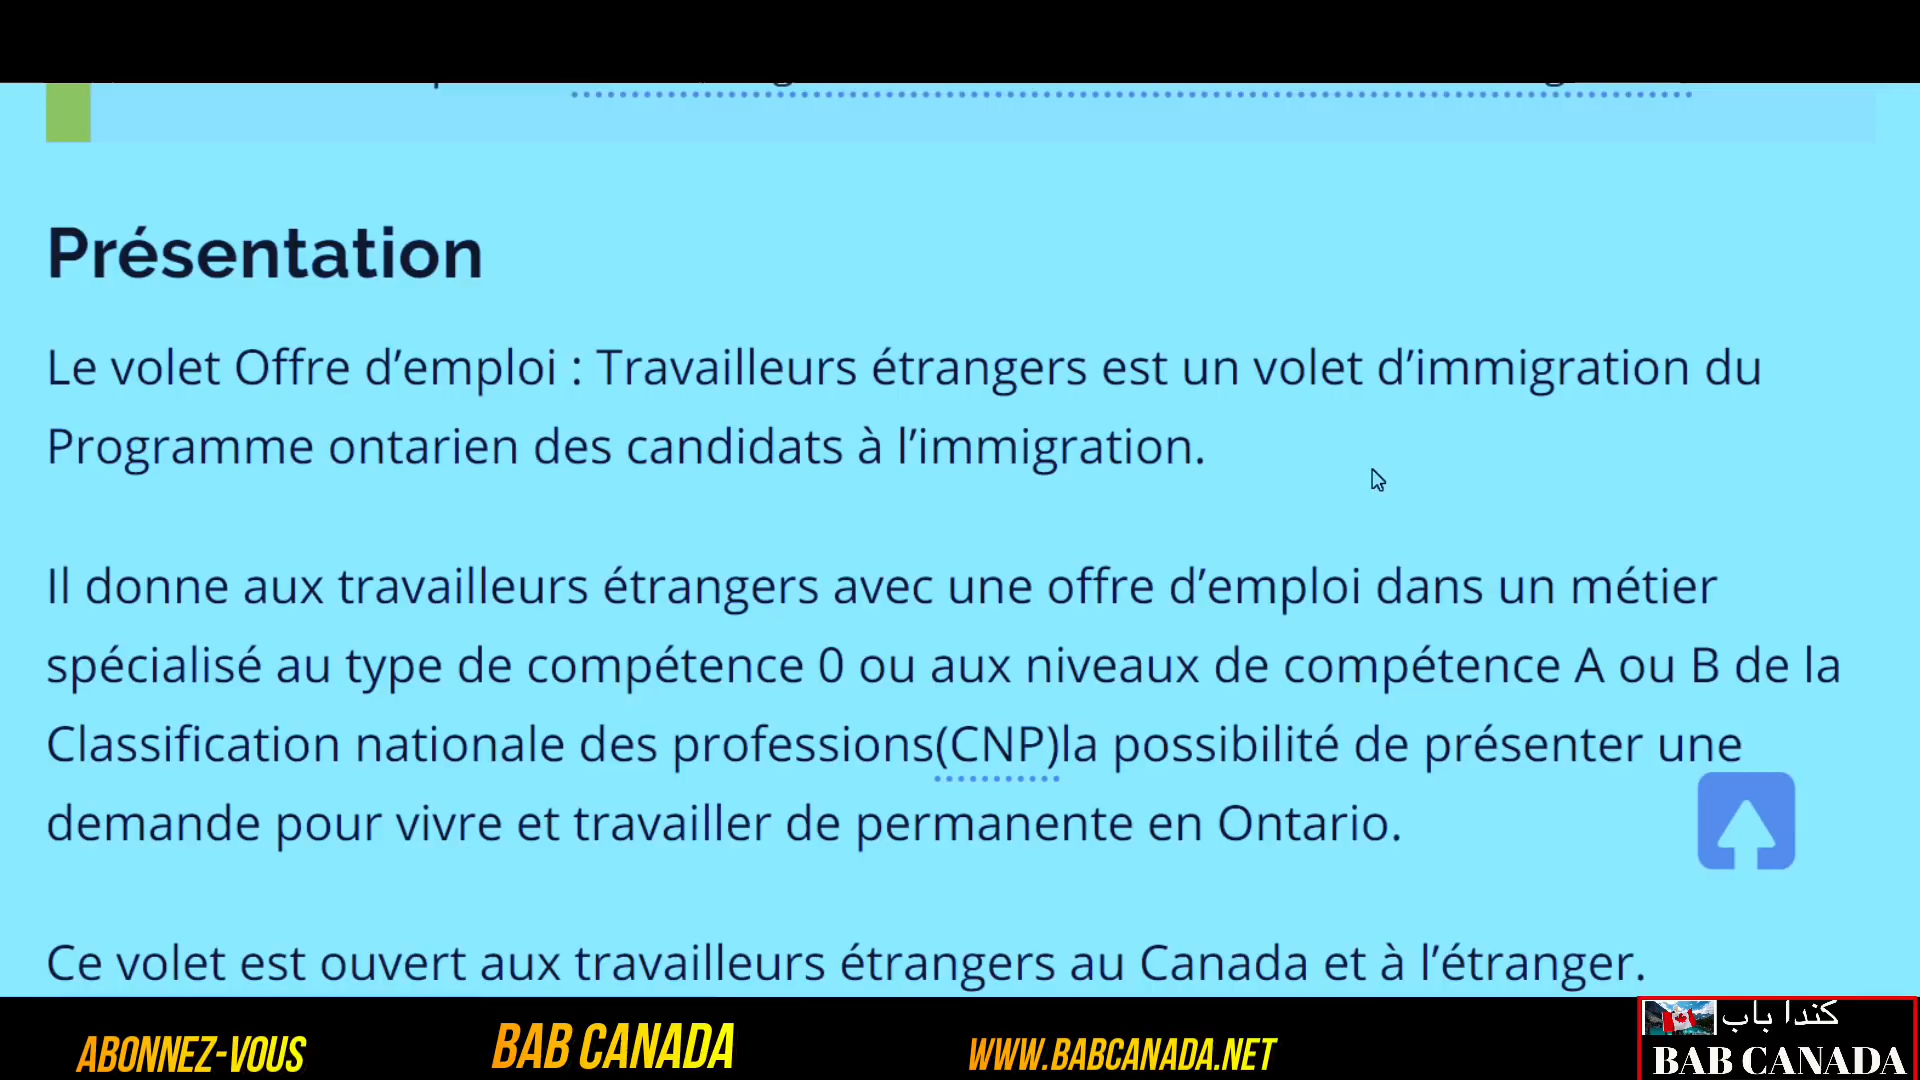 Présentation
Le volet Offre d’emploi : Travailleurs étrangers est un volet d’immigration du
Programme ontarien des candidats à l’immigration.
Il donne aux travailleurs étrangers avec une offre d’emploi dans un métier
spécialisé au type de compétence 0 ou aux niveaux de compétence A ou B de la
Classification nationale des professions(CNP)la possibilité de présenter une
demande pour vivre et travailler de permanente en Ontario.
Ce volet est ouvert aux travailleurs étrangers au Canada et à l’étranger.
ABONNEZ-VOUS
BAB CANADA
WWW.BABCANADA.NET
كندا باب
BAB CANADA